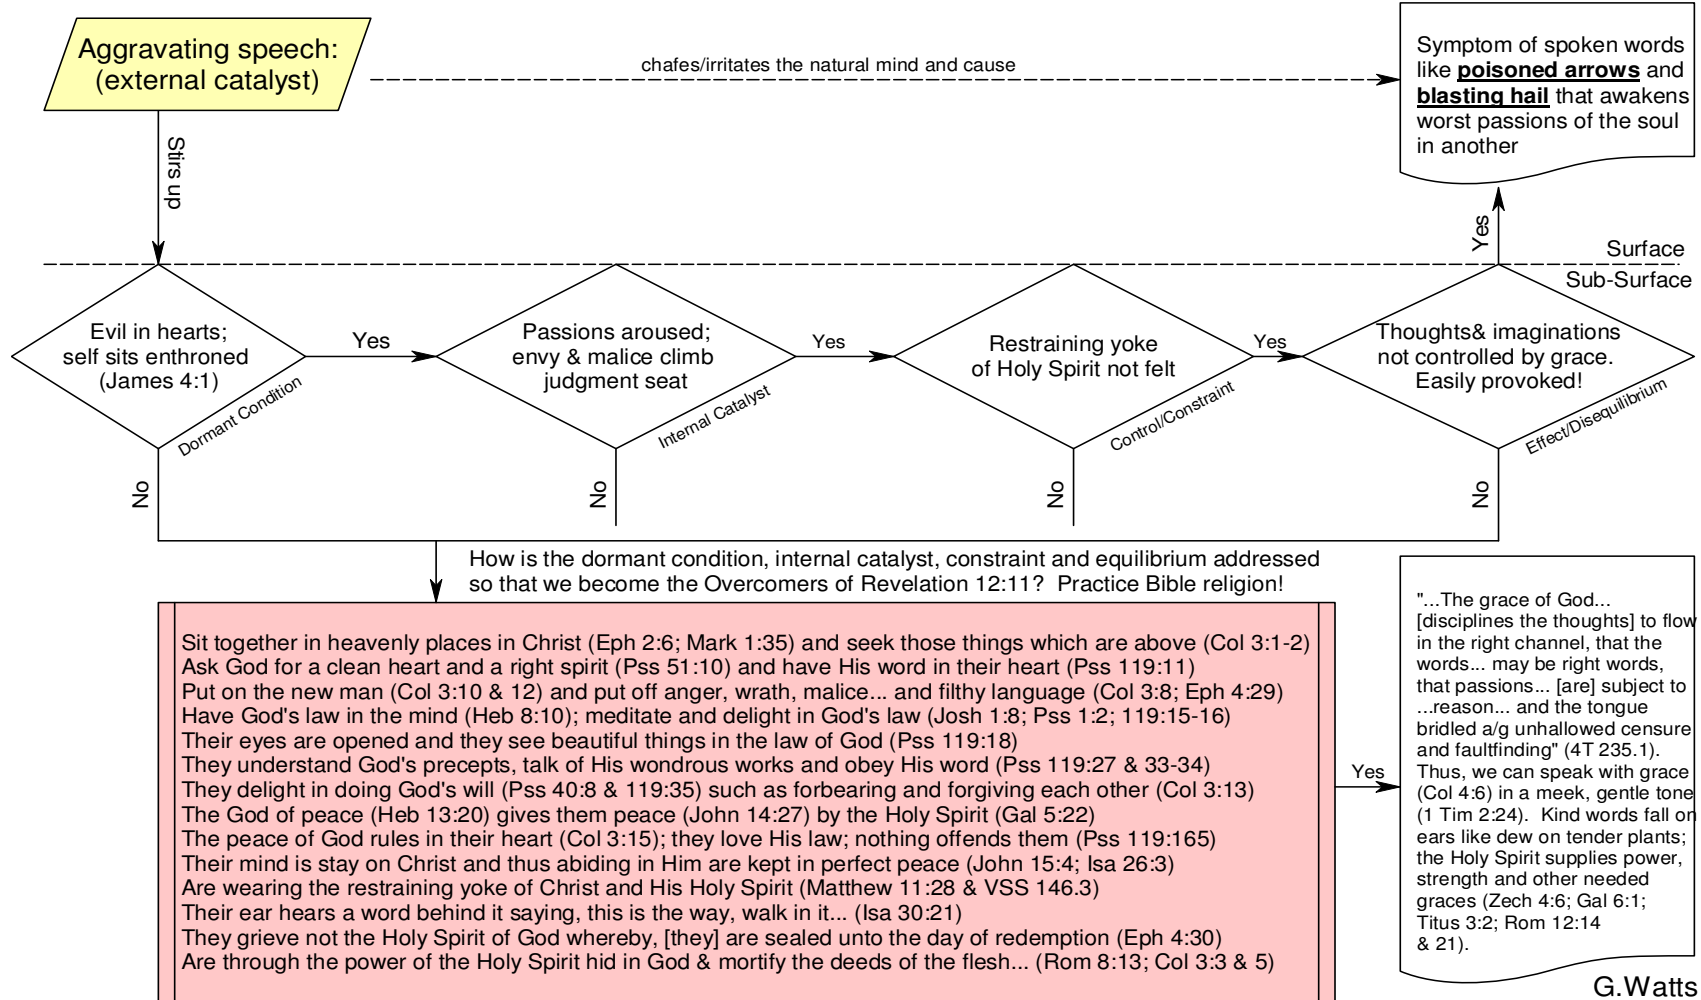 Aggravating speech:
(external catalyst)
chafes/irritates the natural mind and cause
Symptom of spoken words
like poisoned arrows and
blasting hail that awakens
worst passions of the soul
in another
Stirs up
Yes
Surface
Sub-Surface
Evil in hearts;
self sits enthroned
(James 4:1)
Dormant Condition
Yes
Passions aroused;
envy & malice climb
judgment seat
Internal Catalyst
Yes
Restraining yoke
of Holy Spirit not felt
Control/Constraint
Yes
Thoughts& imaginations
not controlled by grace.
Easily provoked!
Effect/Disequilibrium
No
No
No
No
How is the dormant condition, internal catalyst, constraint and equilibrium addressed
so that we become the Overcomers of Revelation 12:11?  Practice Bible religion!
Sit together in heavenly places in Christ (Eph 2:6; Mark 1:35) and seek those things which are above (Col 3:1-2)
Ask God for a clean heart and a right spirit (Pss 51:10) and have His word in their heart (Pss 119:11)
Put on the new man (Col 3:10 & 12) and put off anger, wrath, malice... and filthy language (Col 3:8; Eph 4:29)
Have God's law in the mind (Heb 8:10); meditate and delight in God's law (Josh 1:8; Pss 1:2; 119:15-16)
Their eyes are opened and they see beautiful things in the law of God (Pss 119:18)
They understand God's precepts, talk of His wondrous works and obey His word (Pss 119:27 & 33-34)
They delight in doing God's will (Pss 40:8 & 119:35) such as forbearing and forgiving each other (Col 3:13)
The God of peace (Heb 13:20) gives them peace (John 14:27) by the Holy Spirit (Gal 5:22)
The peace of God rules in their heart (Col 3:15); they love His law; nothing offends them (Pss 119:165)
Their mind is stay on Christ and thus abiding in Him are kept in perfect peace (John 15:4; Isa 26:3)
Are wearing the restraining yoke of Christ and His Holy Spirit (Matthew 11:28 & VSS 146.3)
Their ear hears a word behind it saying, this is the way, walk in it... (Isa 30:21)
They grieve not the Holy Spirit of God whereby, [they] are sealed unto the day of redemption (Eph 4:30)
Are through the power of the Holy Spirit hid in God & mortify the deeds of the flesh... (Rom 8:13; Col 3:3 & 5)
Yes
"...The grace of God...
[disciplines the thoughts] to flow
in the right channel, that the
words... may be right words,
that passions... [are] subject to
...reason... and the tongue
bridled a/g unhallowed censure
and faultfinding" (4T 235.1).
Thus, we can speak with grace
(Col 4:6) in a meek, gentle tone
(1 Tim 2:24).  Kind words fall on
ears like dew on tender plants;
the Holy Spirit supplies power,
strength and other needed
graces (Zech 4:6; Gal 6:1;
Titus 3:2; Rom 12:14
& 21).
G.Watts